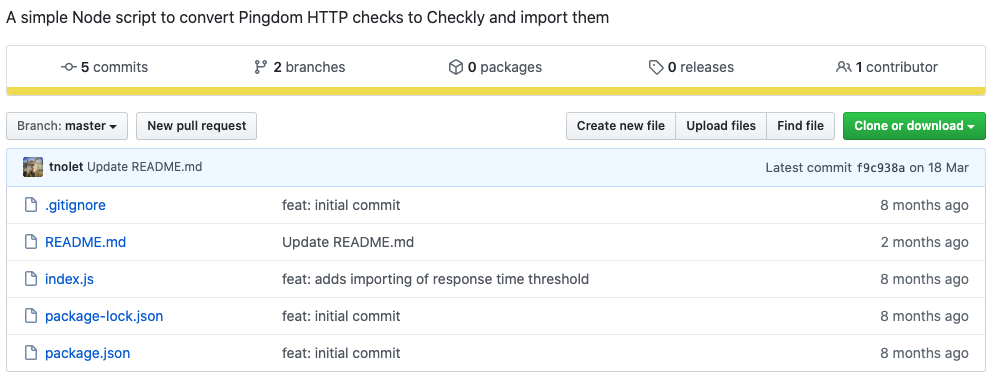 A simple Node script to convert Pingdom HTTP checks to Checkly and import them
5 commits 2 branches 0 packages 0 releases 1 contributor
Branch: master New pull request Create new file Upload files Find file Clone or download
tnolet Update README.md Latest commit f9c938a on 18 Mar
.gitignore feat: initial commit 8 months ago
README.md Update README.md 2 months ago
index.js feat: adds importing of response time threshold 8 months ago
package-lock.json feat: initial commit 8 months ago
package.json feat: initial commit 8 months ago